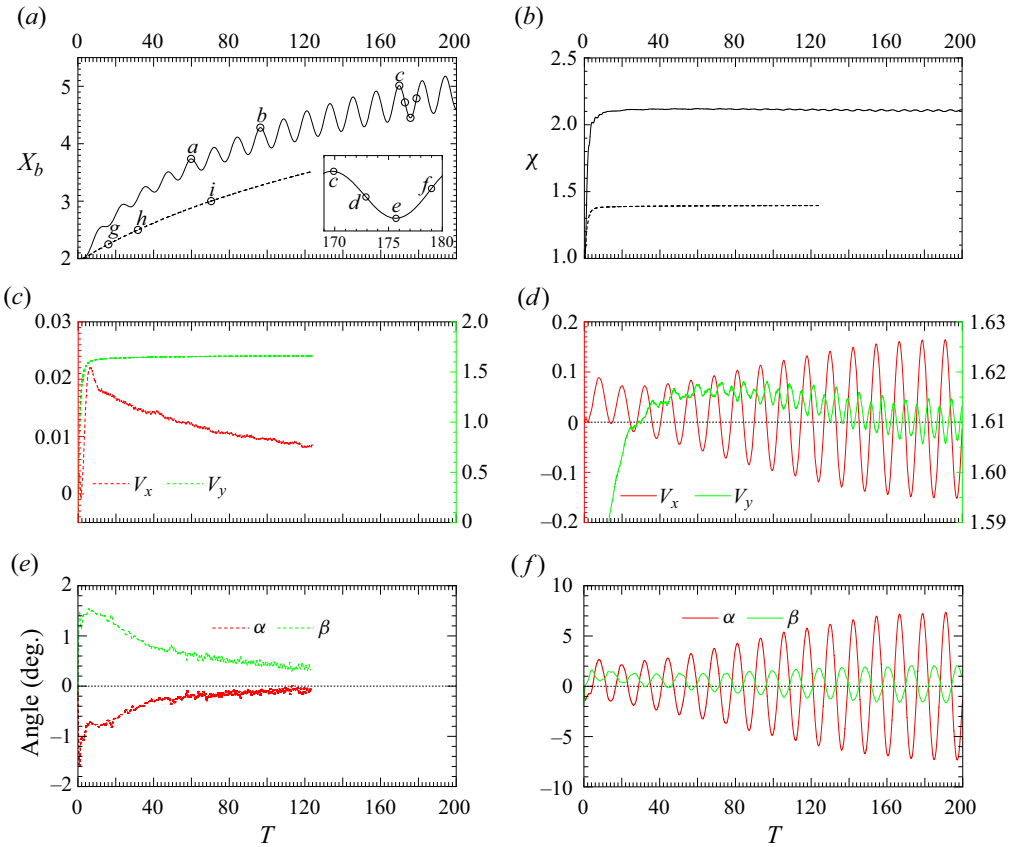 (a)
(b)
0 40 80 120 160 200
0 40 80 120 160 200
5
4
3
2
X_b
a
b
c
g
h
i
c
d
e
f
170 175 180
2.5
2.0
1.5
1.0
χ
(c)
(d)
0.03
0.02
0.01
0
2.0
1.5
1.0
0.5
0
V_x V_y
0.2
0.1
0
−0.1
−0.2
1.63
1.62
1.61
1.60
1.59
V_x V_y
(e)
(f)
2
1
0
−1
−2
Angle (deg.)
α β
0 40 80 120 160 200
T
10
5
0
−5
−10
α β
0 40 80 120 160 200
T